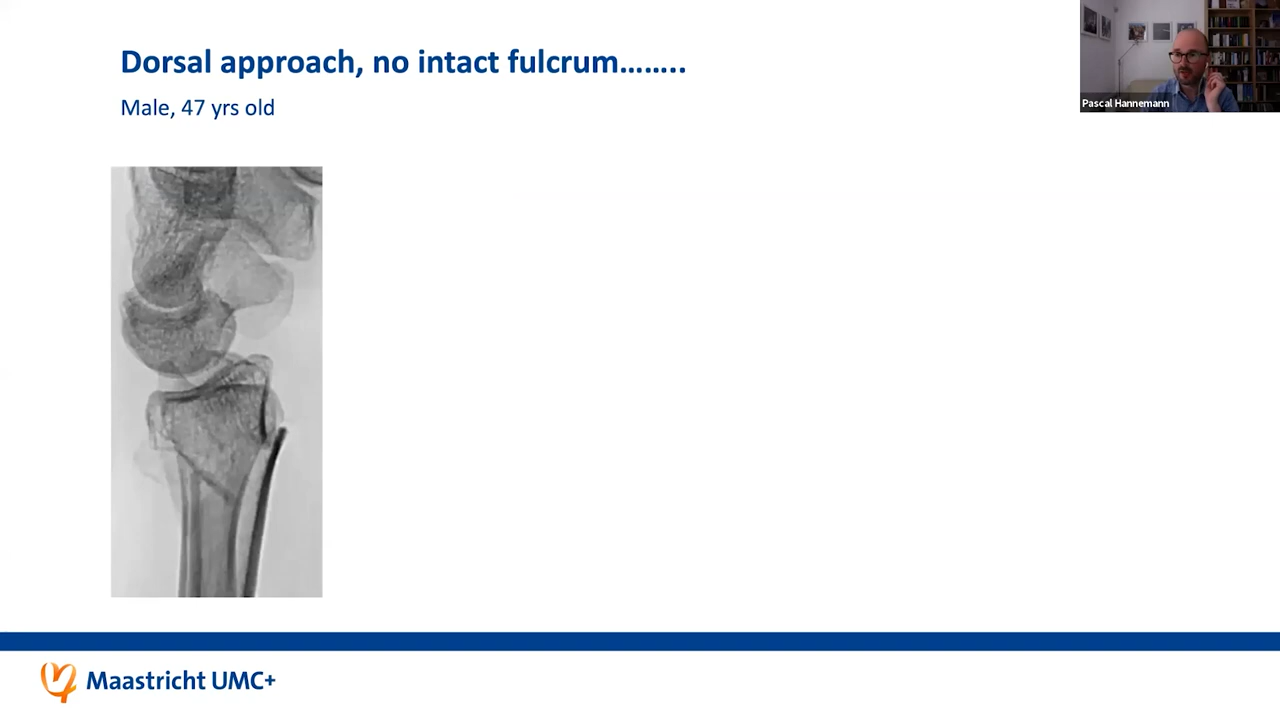 Dorsal approach, no intact fulcrum........
Male, 47 yrs old
Pascal Hannemann
Maastricht UMC+